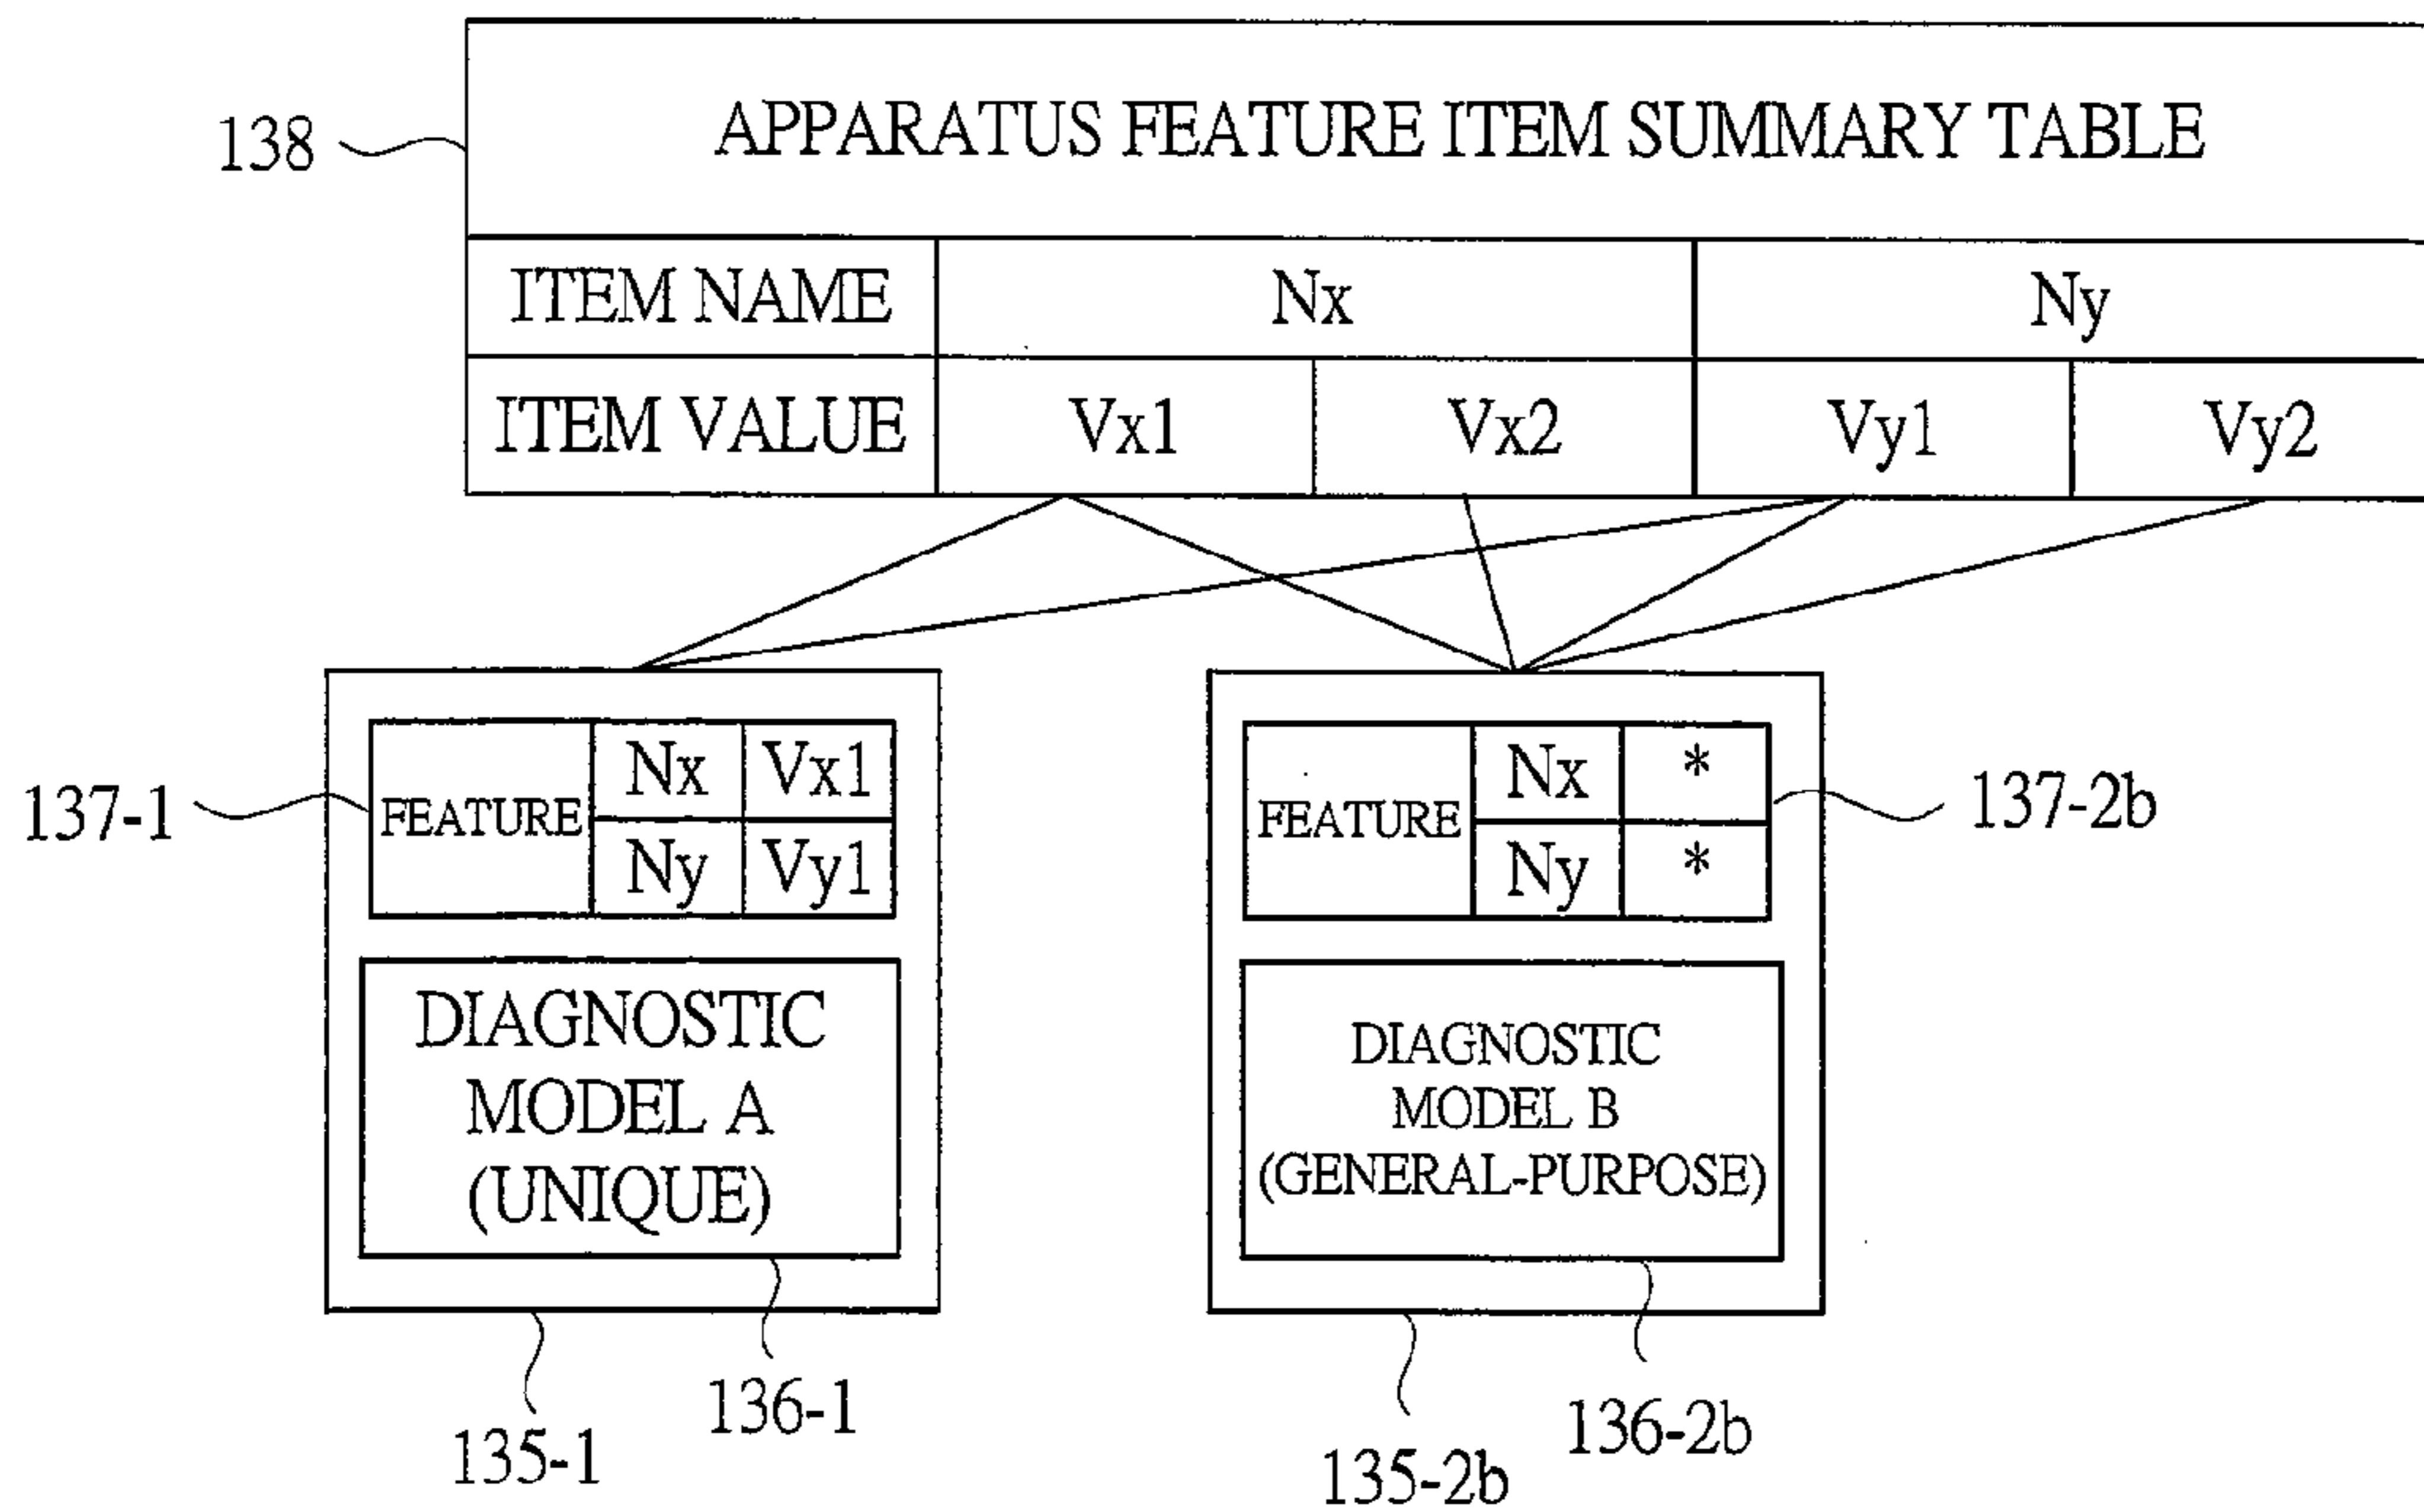 APPARATUS FEATURE ITEM SUMMARY TABLE
138
ITEM NAME Nx Ny
ITEM VALUE Vx1 Vx2 Vy1 Vy2
137-1
FEATURE
Nx Vx1
Ny Vy1
DIAGNOSTIC
MODEL A
(UNIQUE)
136-1
135-1
FEATURE
Nx *
Ny *
137-2b
DIAGNOSTIC
MODEL B
(GENERAL-PURPOSE)
136-2b
135-2b